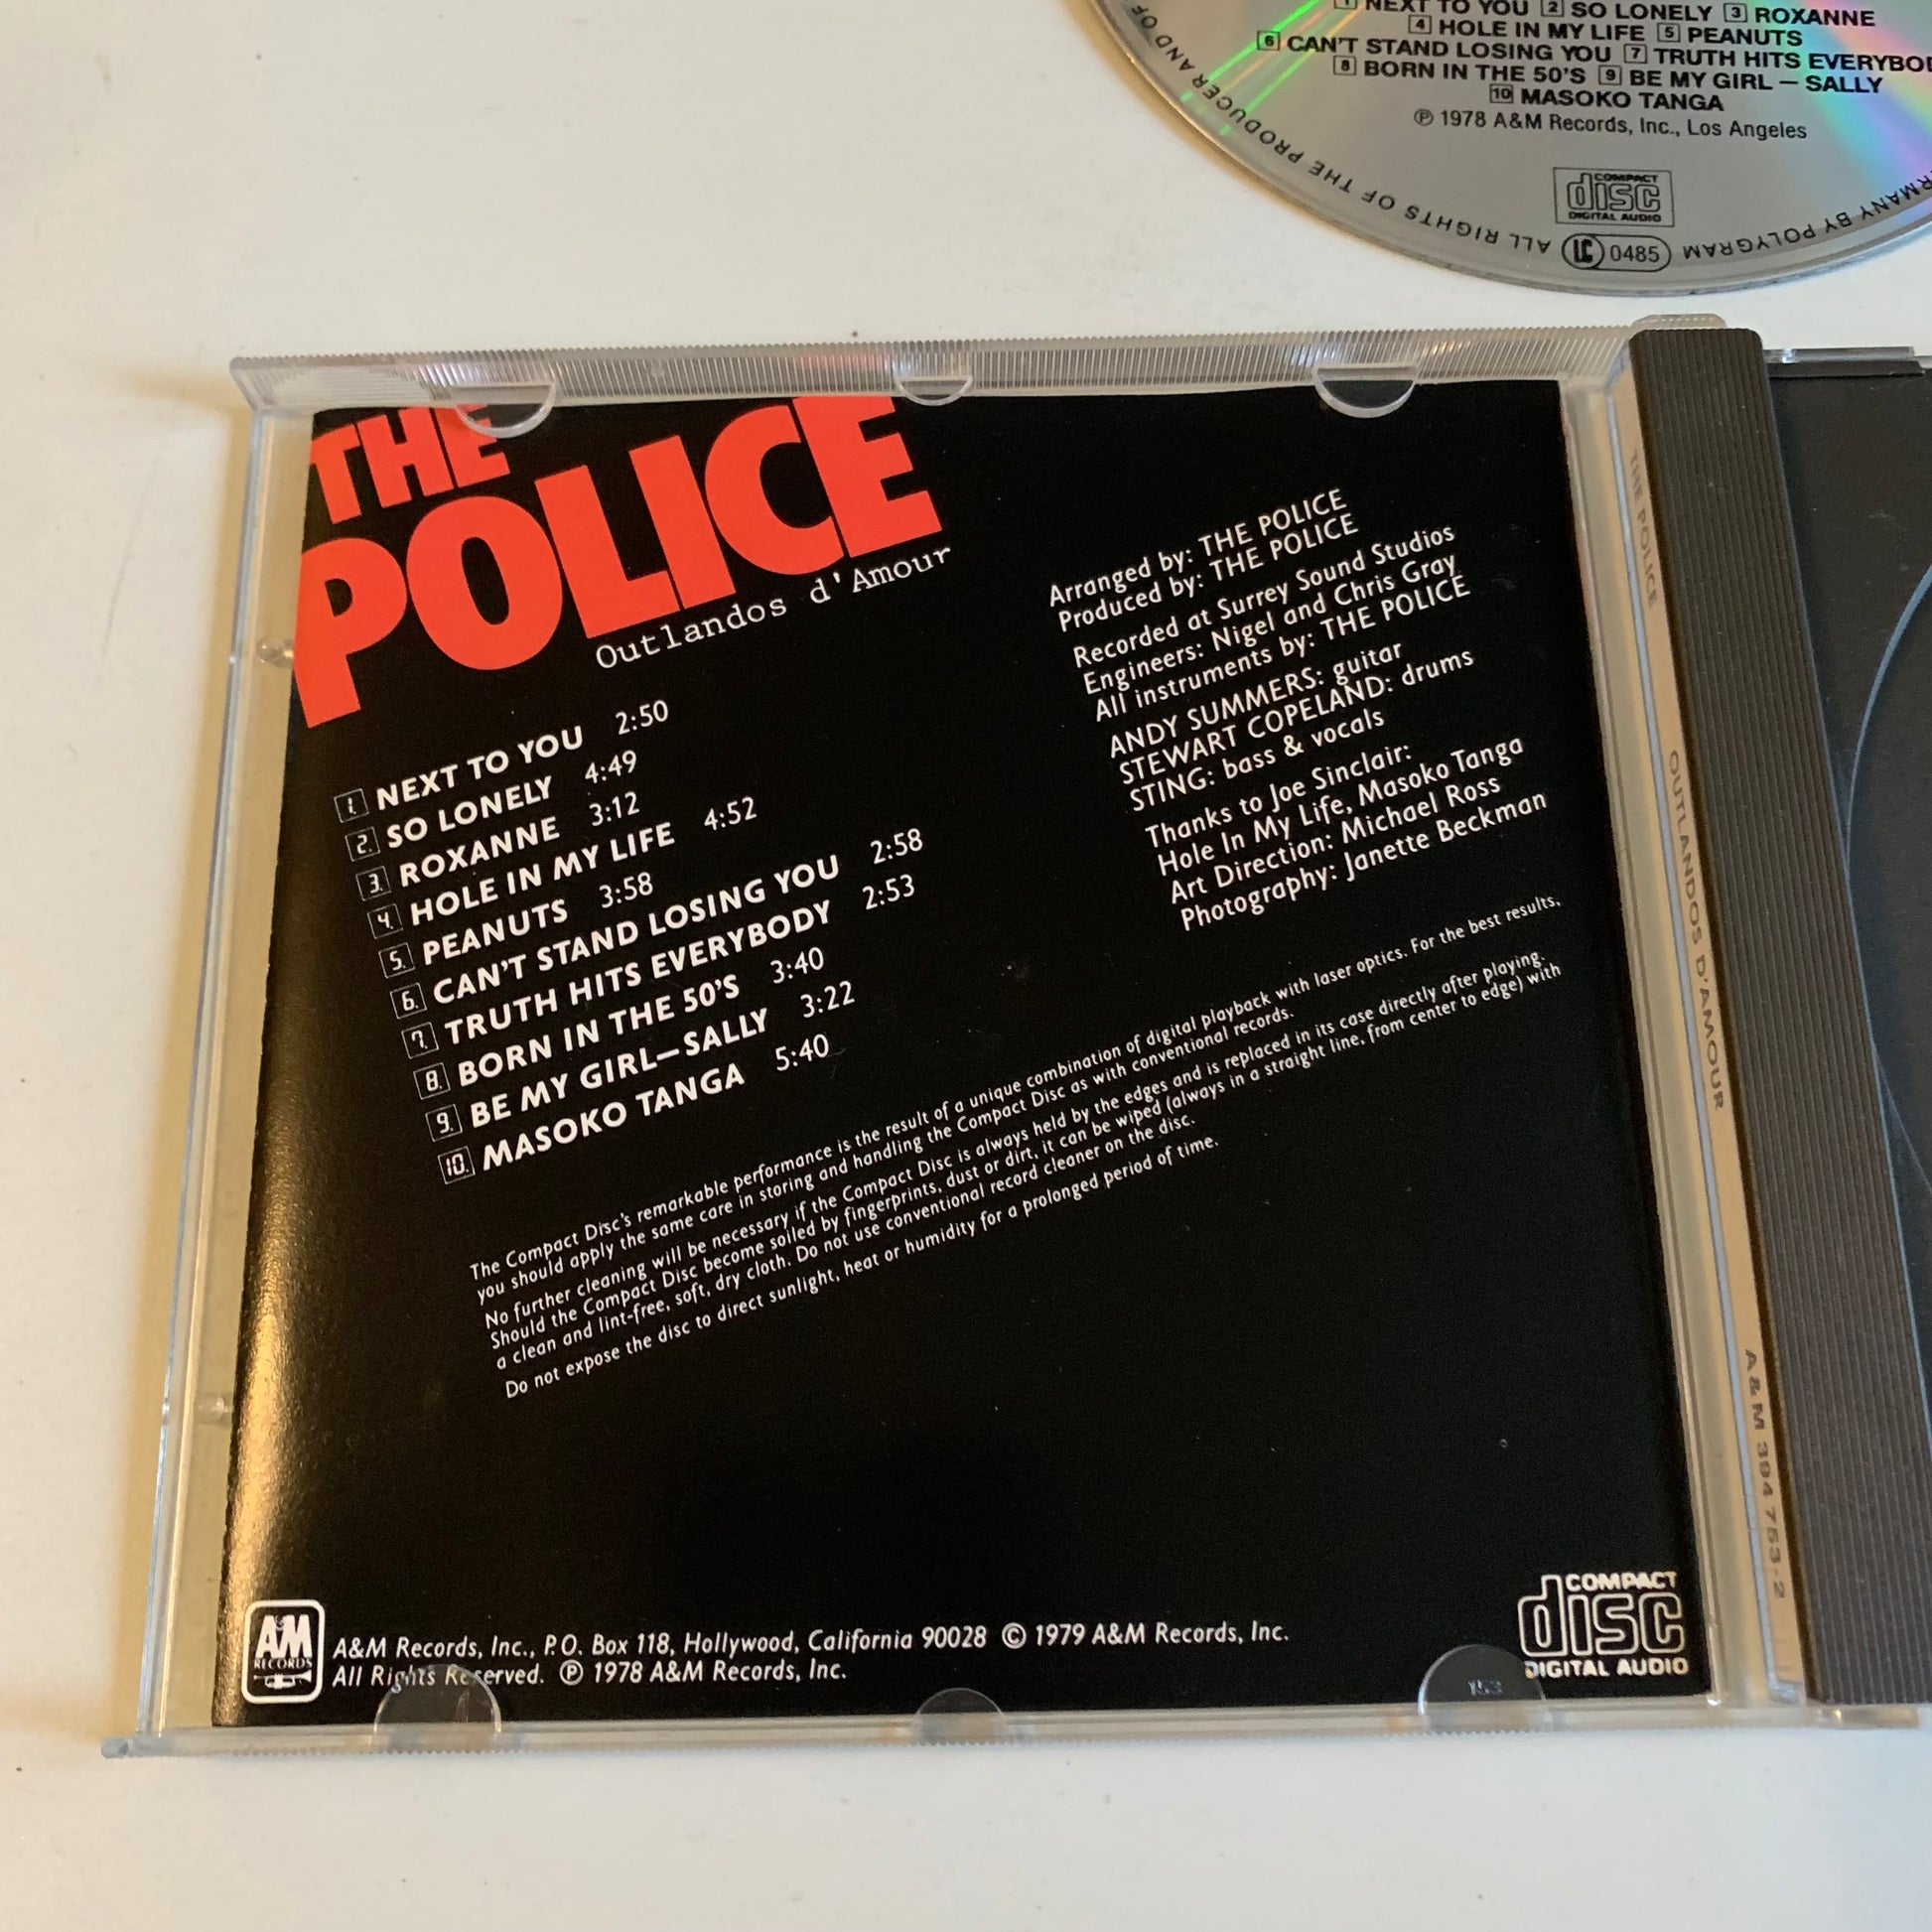 1 NEXT TO YOU 2 SO LONELY 3 ROXANNE
4 HOLE IN MY LIFE 5 PEANUTS
6 CAN'T STAND LOSING YOU 7 TRUTH HITS
8 BORN IN THE 50'S 9 BE MY GIRL – SALLY
10 MASOKO TANGA
℗ 1978 A&M Records, Inc., Los Angeles
COMPACT
disc
DIGITAL AUDIO
LC 0485
BY POLYGRAM
ALL RIGHTS OF THE PRODUCER AND OF
THE
POLICE
Outlandos d'Amour
1. NEXT TO YOU 2:50
2. SO LONELY 4:49
3. ROXANNE 3:12
4. HOLE IN MY LIFE 4:52
5. PEANUTS 3:58
6. CAN'T STAND LOSING YOU 2:58
7. TRUTH HITS EVERYBODY 2:53
8. BORN IN THE 50'S 3:40
9. BE MY GIRL—SALLY 3:22
10. MASOKO TANGA 5:40
Arranged by: THE POLICE
Produced by: THE POLICE
Recorded at Surrey Sound Studios
Engineers: Nigel and Chris Gray
All instruments by: THE POLICE
ANDY SUMMERS: guitar
STEWART COPELAND: drums
STING: bass & vocals
Thanks to Joe Sinclair:
Hole In My Life, Masoko Tanga
Art Direction: Michael Ross
Photography: Janette Beckman
The Compact Disc's remarkable performance is the result of a unique combination of digital playback with laser optics. For the best results,
you should apply the same care in storing and handling the Compact Disc as with conventional records.
No further cleaning will be necessary if the Compact Disc is always held by the edges and is replaced in its case directly after playing.
Should the Compact Disc become soiled by fingerprints, dust or dirt, it can be wiped (always in a straight line, from center to edge) with
a clean and lint-free, soft, dry cloth. Do not use conventional record cleaner on the disc.
Do not expose the disc to direct sunlight, heat or humidity for a prolonged period of time.
A&M
RECORDS
A&M Records, Inc., P.O. Box 118, Hollywood, California 90028 © 1979 A&M Records, Inc.
All Rights Reserved. ℗ 1978 A&M Records, Inc.
COMPACT
disc
DIGITAL AUDIO
THE POLICE
OUTLANDOS D'AMOUR
A&M 394 753-2